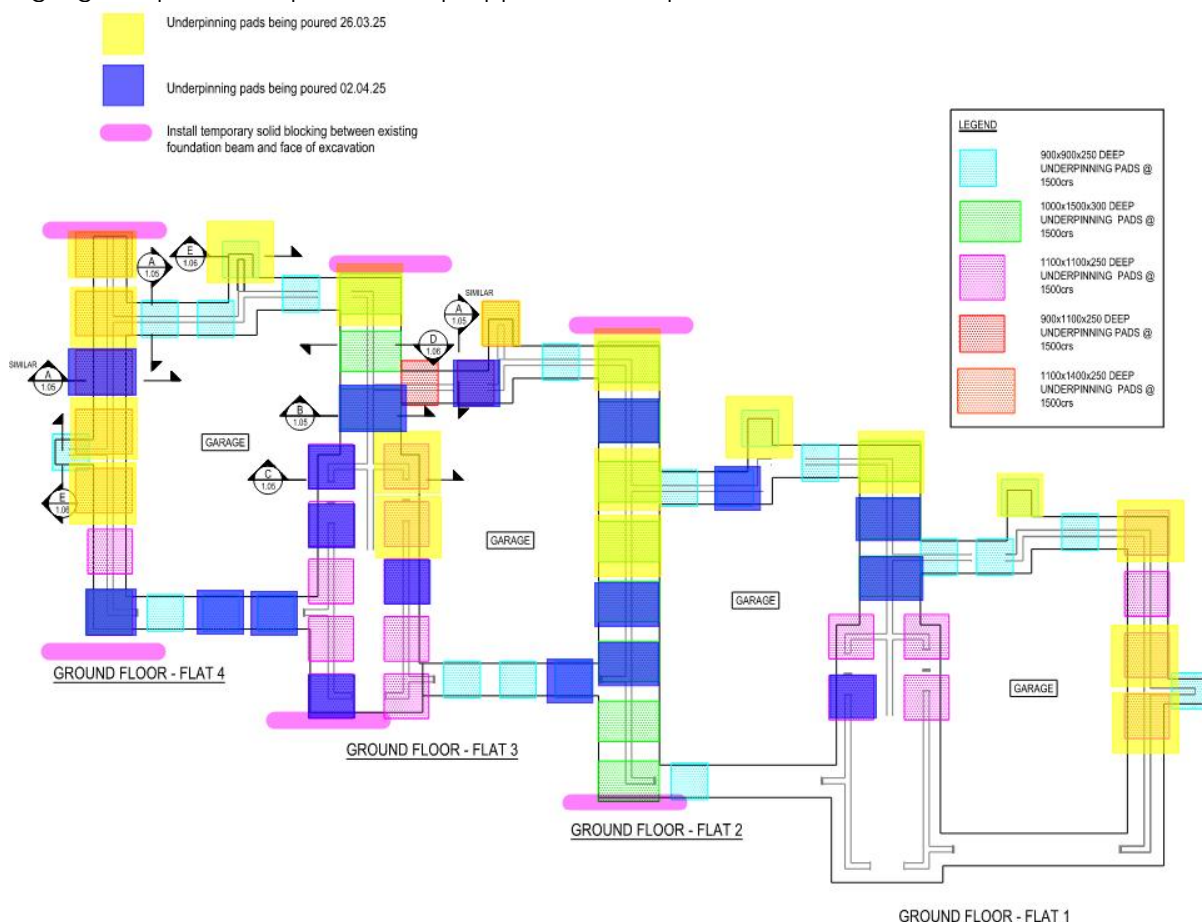 Underpinning pads being poured 26.03.25
Underpinning pads being poured 02.04.25
Install temporary solid blocking between existing
foundation beam and face of excavation
LEGEND
900x900x250 DEEP
UNDERPINNING PADS @
1500crs
1000x1500x300 DEEP
UNDERPINNING PADS @
1500crs
1100x1100x250 DEEP
UNDERPINNING PADS @
1500crs
900x1100x250 DEEP
UNDERPINNING PADS @
1500crs
1100x1400x250 DEEP
UNDERPINNING PADS @
1500crs
E
1.06
A
1.05
SIMILAR
A
1.05
D
1.06
SIMILAR
A
1.05
B
1.05
GARAGE
C
1.05
E
1.06
GARAGE
GARAGE
GARAGE
GROUND FLOOR - FLAT 4
GROUND FLOOR - FLAT 3
GROUND FLOOR - FLAT 2
GROUND FLOOR - FLAT 1